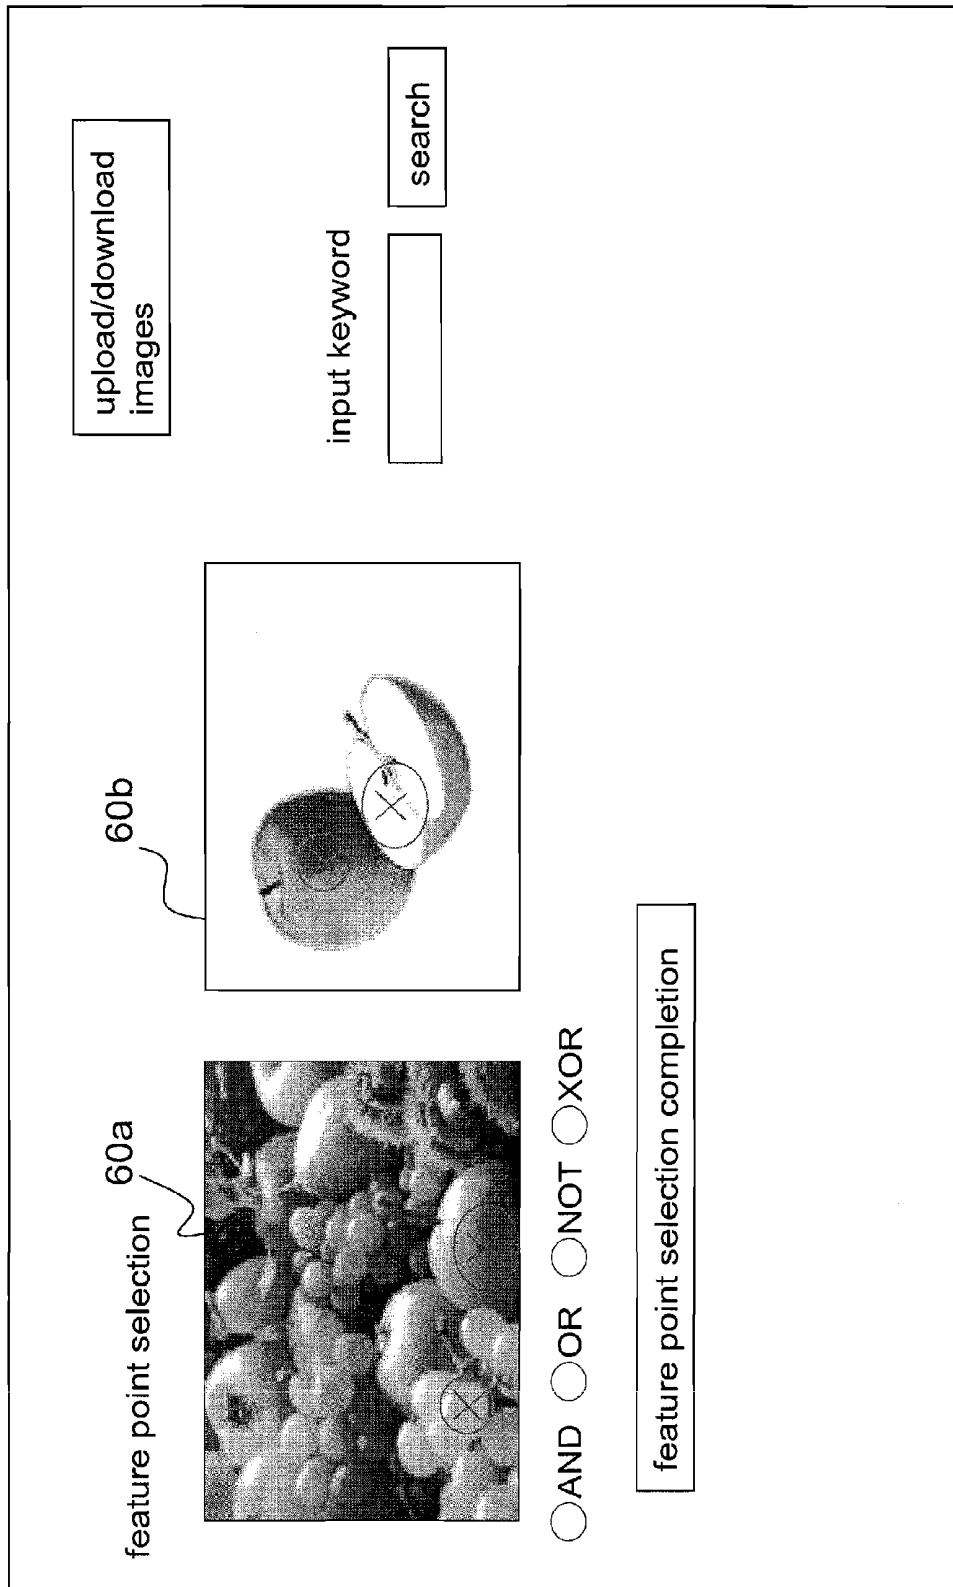 upload/download
images
feature point selection
60a
60b
input keyword
search
AND OR NOT XOR
feature point selection completion